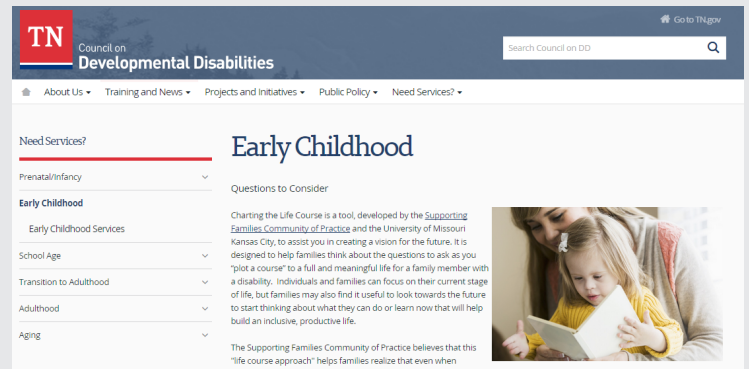 Go to TN.gov
TN
Council on
Developmental Disabilities
Search Council on DD
About Us
Training and News
Projects and Initiatives
Public Policy
Need Services?
Need Services?
Prenatal/Infancy
Early Childhood
Early Childhood Services
School Age
Transition to Adulthood
Adulthood
Aging
Early Childhood
Questions to Consider
Charting the Life Course is a tool, developed by the Supporting
Families Community of Practice and the University of Missouri
Kansas City, to assist you in creating a vision for the future. It is
designed to help families think about the questions to ask as you
"plot a course" to a full and meaningful life for a family member with
a disability. Individuals and families can focus on their current stage
of life, but families may also find it useful to look towards the future
to start thinking about what they can do or learn now that will help
build an inclusive, productive life.
The Supporting Families Community of Practice believes that this
"life course approach" helps families realize that even when